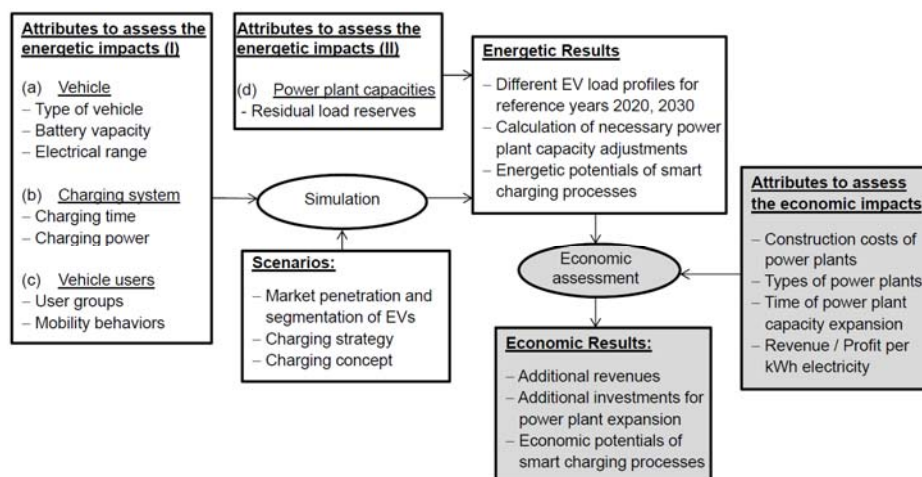 Attributes to assess the
energetic impacts (I)
(a) Vehicle
– Type of vehicle
– Battery vapacity
– Electrical range
(b) Charging system
– Charging time
– Charging power
(c) Vehicle users
– User groups
– Mobility behaviors
Attributes to assess the
energetic impacts (II)
(d) Power plant capacities
- Residual load reserves
Simulation
Scenarios:
– Market penetration and
segmentation of EVs
– Charging strategy
– Charging concept
Energetic Results
– Different EV load profiles for
reference years 2020, 2030
– Calculation of necessary power
plant capacity adjustments
– Energetic potentials of smart
charging processes
Economic
assessment
Attributes to assess
the economic impacts
– Construction costs of
power plants
– Types of power plants
– Time of power plant
capacity expansion
– Revenue / Profit per
kWh electricity
Economic Results:
– Additional revenues
– Additional investments for
power plant expansion
– Economic potentials of
smart charging processes